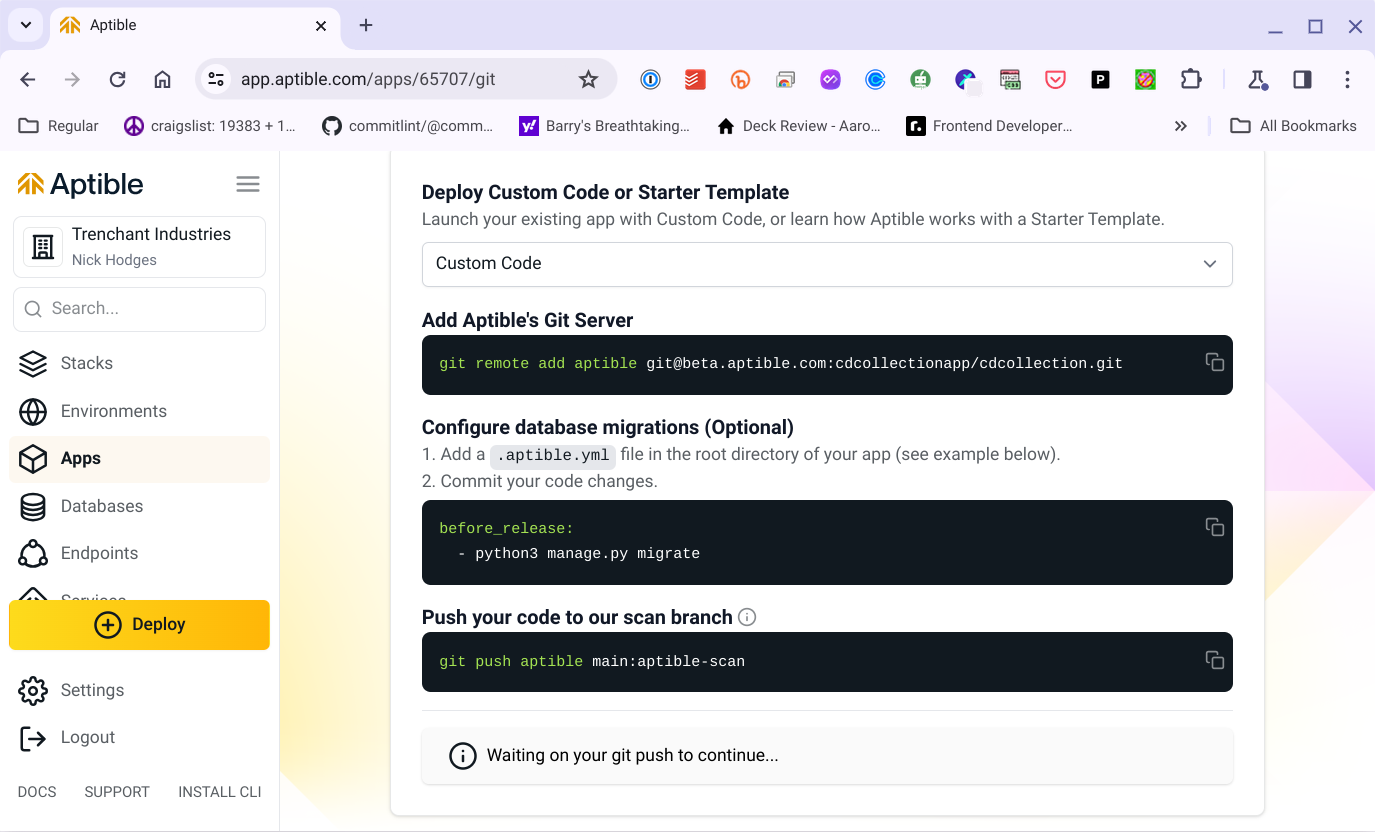 Aptible
app.aptible.com/apps/65707/git
Regular
craigslist: 19383 + 1...
commitlint/@comm...
Barry's Breathtaking...
Deck Review - Aaro...
Frontend Developer...
All Bookmarks
Aptible
Trenchant Industries
Nick Hodges
Search...
Stacks
Environments
Apps
Databases
Endpoints
Services
Deploy
Settings
Logout
DOCS
SUPPORT
INSTALL CLI
Deploy Custom Code or Starter Template
Launch your existing app with Custom Code, or learn how Aptible works with a Starter Template.
Custom Code
Add Aptible's Git Server
git remote add aptible git@beta.aptible.com:cdcollectionapp/cdcollection.git
Configure database migrations (Optional)
1. Add a .aptible.yml file in the root directory of your app (see example below).
2. Commit your code changes.
before_release:
- python3 manage.py migrate
Push your code to our scan branch
git push aptible main:aptible-scan
Waiting on your git push to continue...